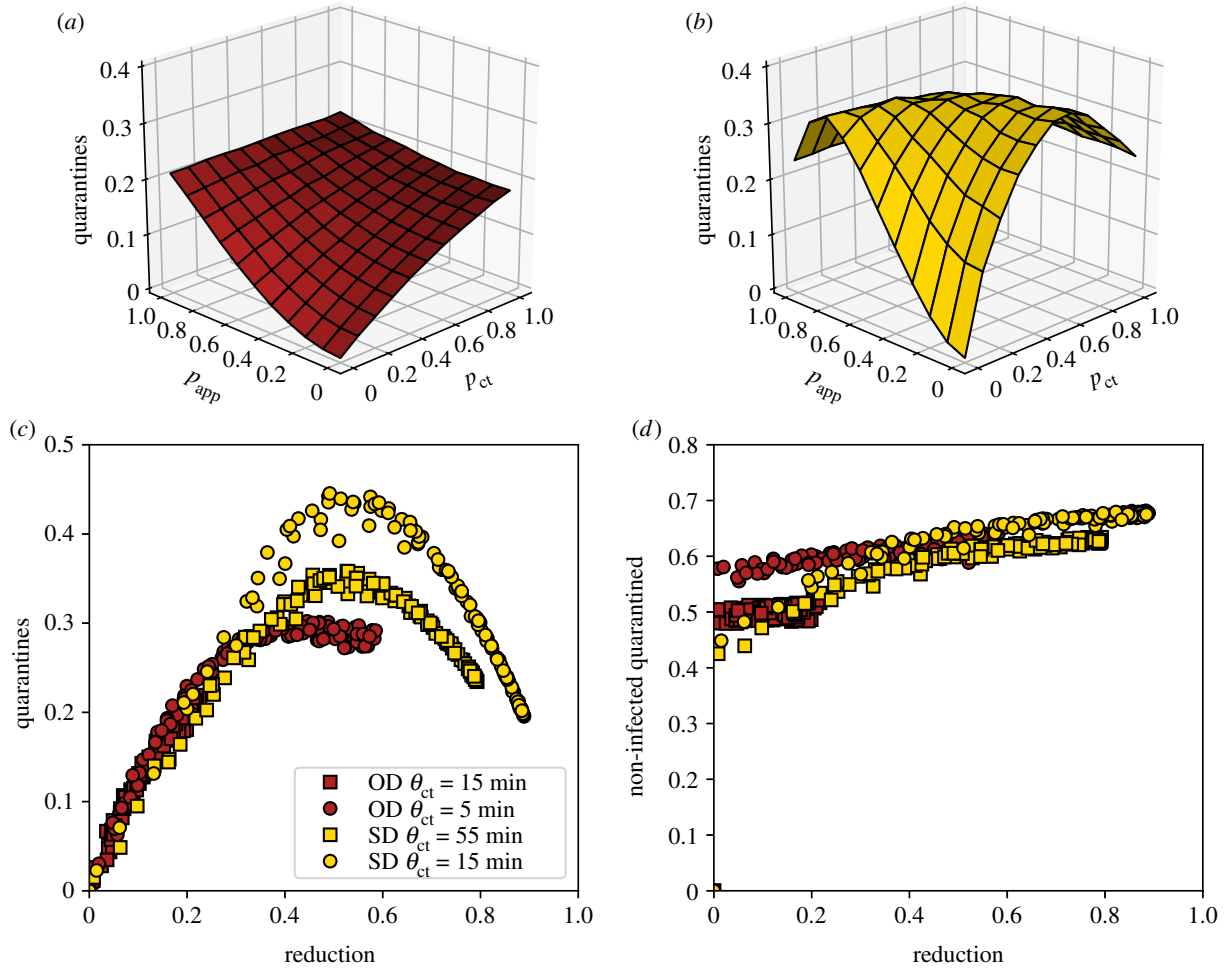 (a)
(b)
0.4
0.3
0.2
0.1
0
quarantines
1.0
0.8
0.6
0.4
0.2
0
p_app
0
0.2
0.4
0.6
0.8
1.0
p_ct
0.4
0.3
0.2
0.1
0
quarantines
1.0
0.8
0.6
0.4
0.2
0
p_app
0
0.2
0.4
0.6
0.8
1.0
p_ct
(c)
0.5
0.4
0.3
0.2
0.1
0
quarantines
OD θ_ct = 15 min
OD θ_ct = 5 min
SD θ_ct = 55 min
SD θ_ct = 15 min
0 0.2 0.4 0.6 0.8 1.0
reduction
(d)
0.8
0.7
0.6
0.5
0.4
0.3
0.2
0.1
0
non-infected quarantined
0 0.2 0.4 0.6 0.8 1.0
reduction